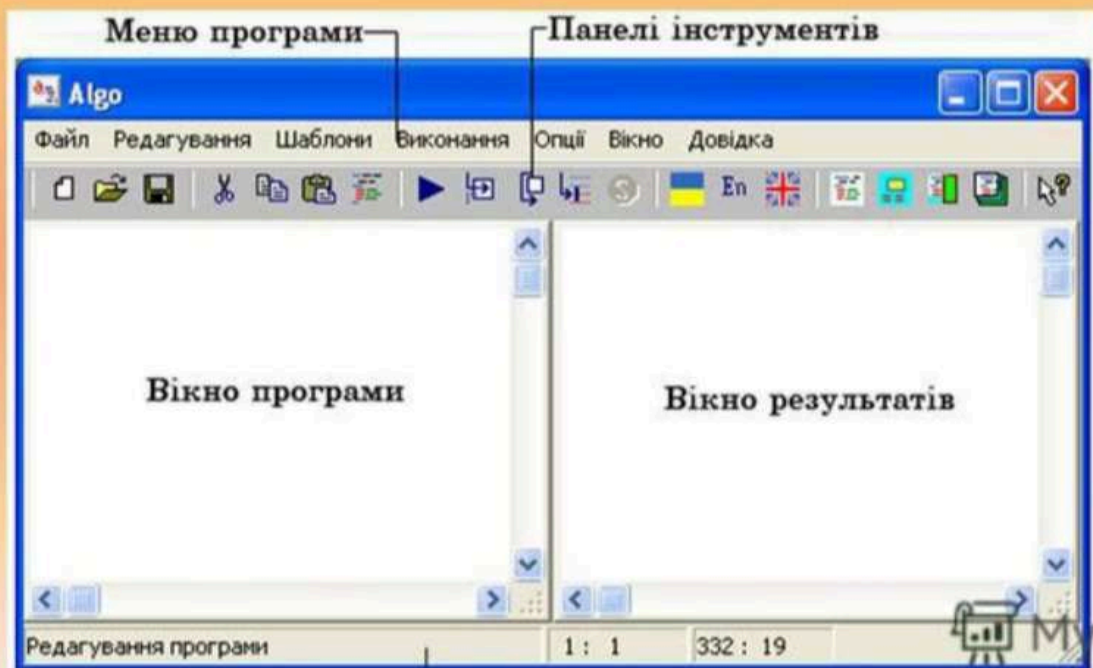 Меню програми
Панелі інструментів
Algo
Файл Редагування Шаблони Виконання Опції Вікно Довідка
En
Вікно програми
Вікно результатів
Редагування програми 1: 1 332: 19
My